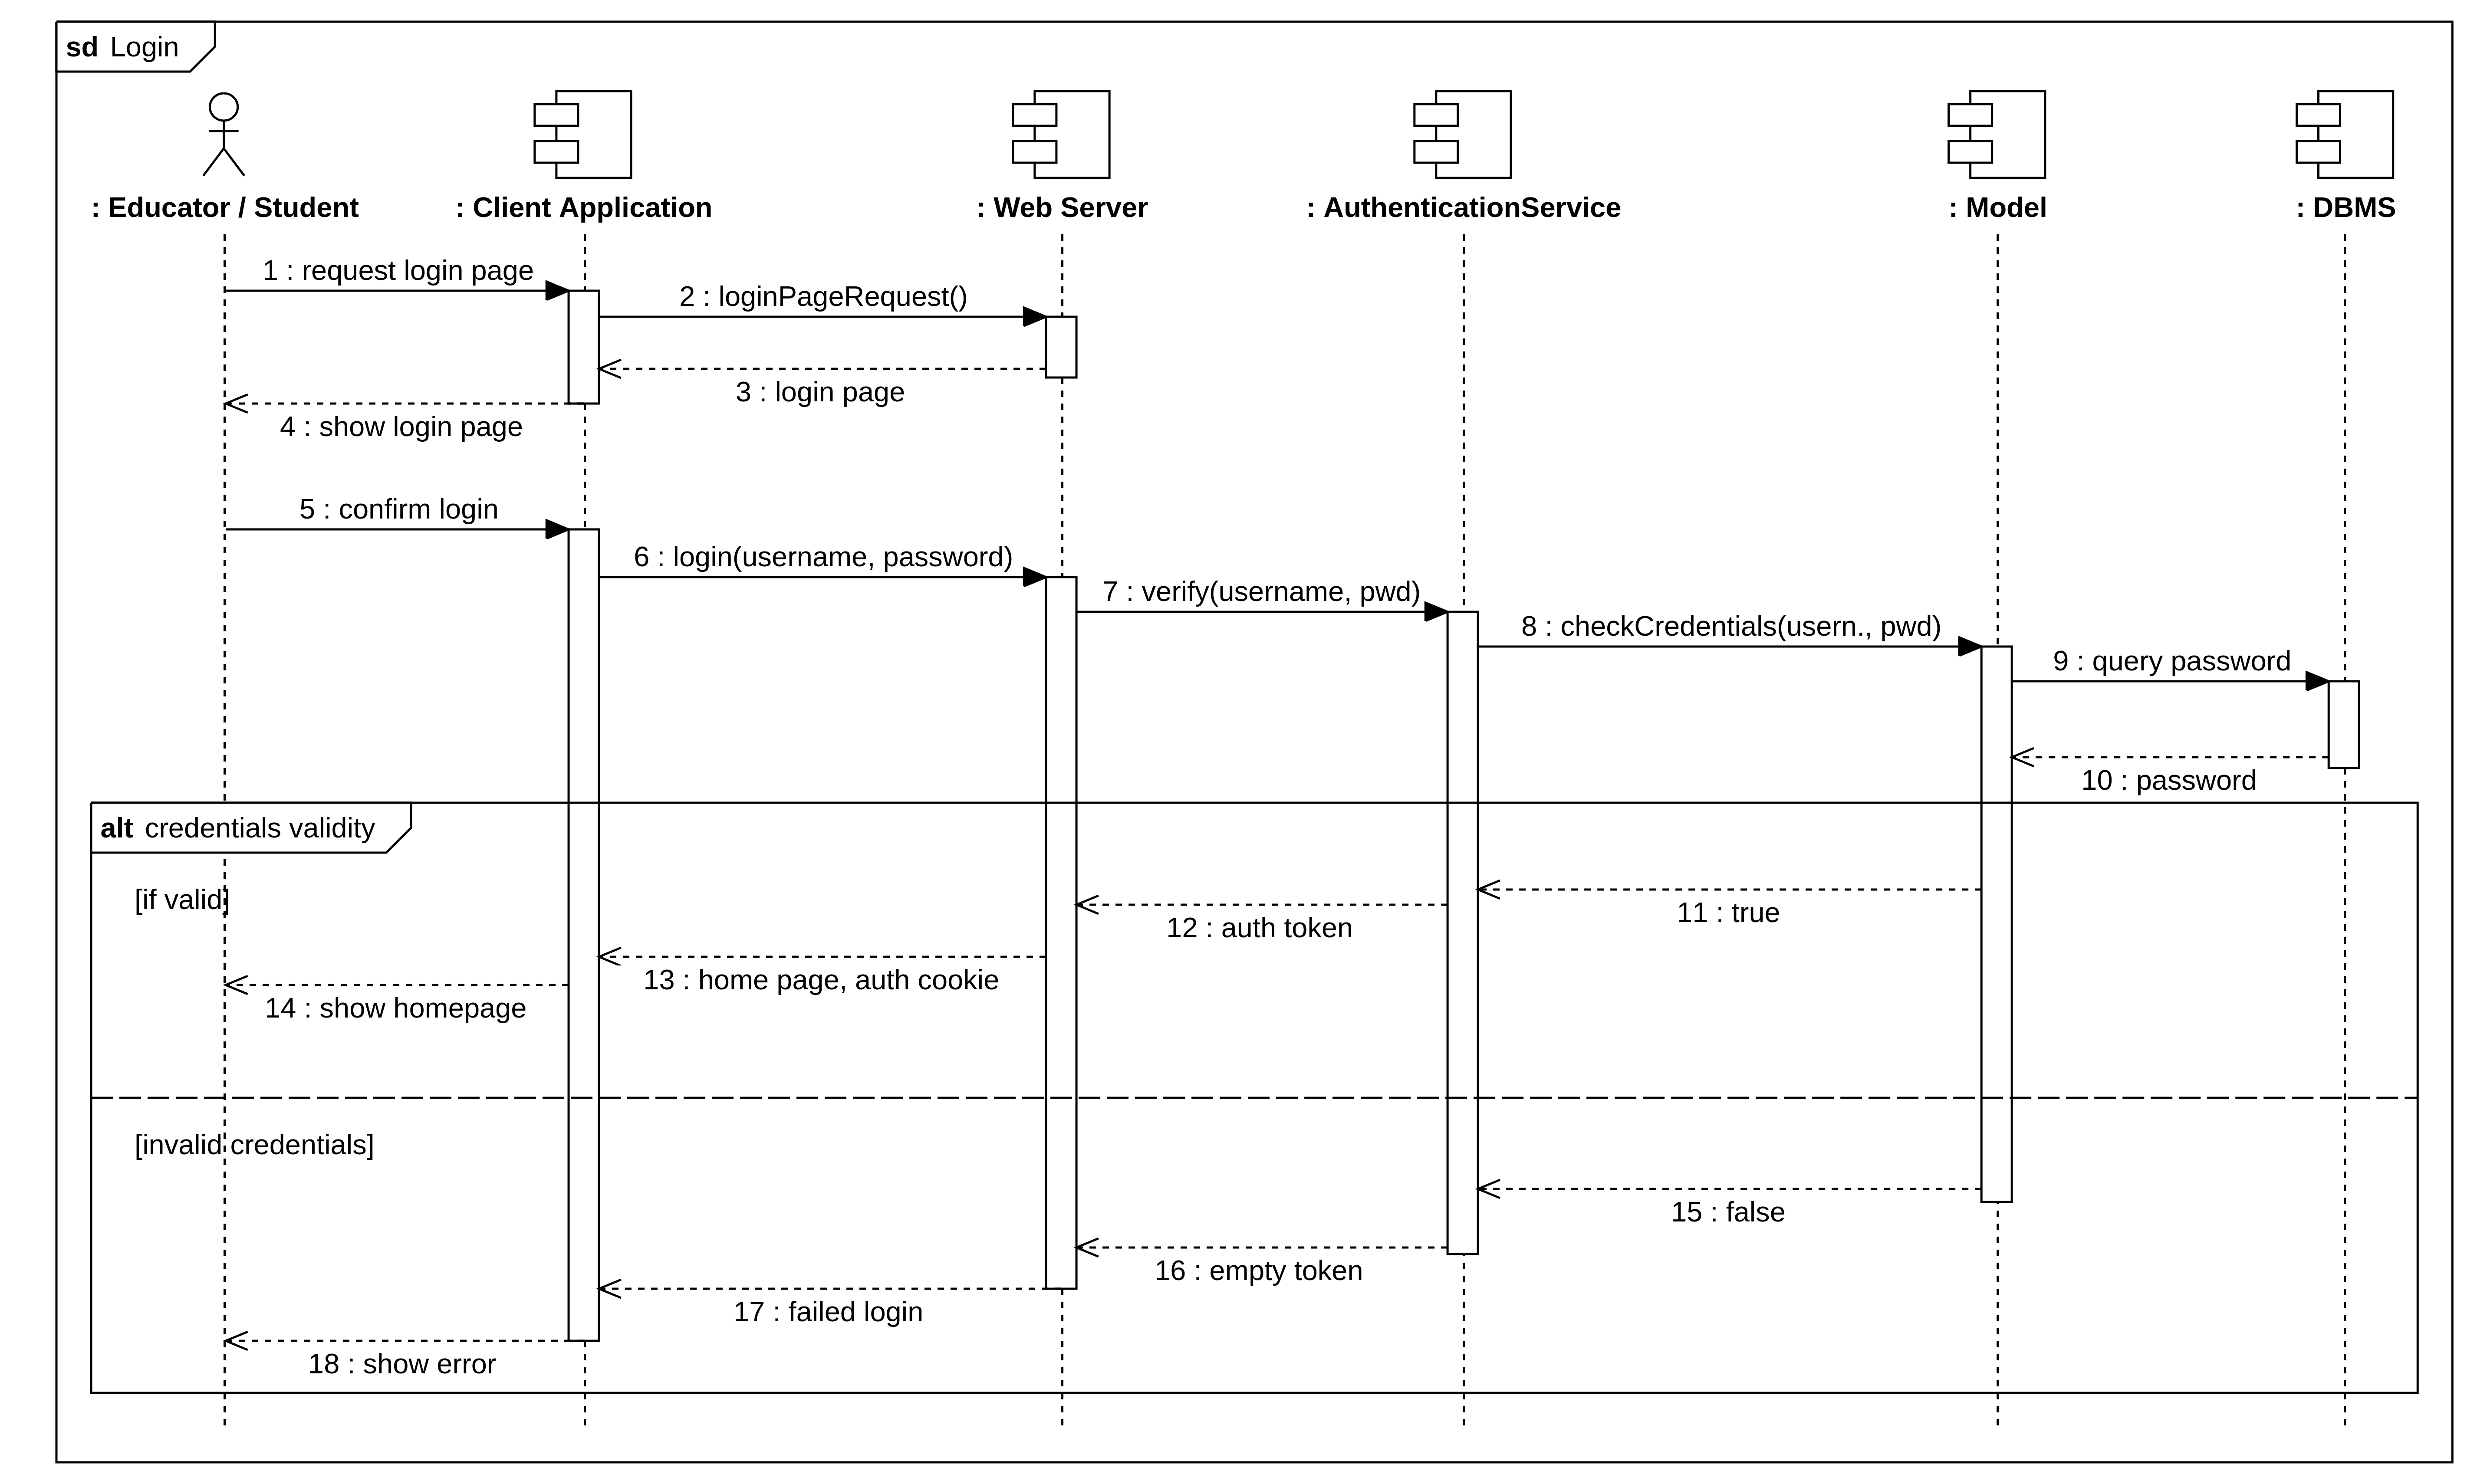 sd Login
: Educator / Student
: Client Application
: Web Server
: AuthenticationService
: Model
: DBMS
1 : request login page
2 : loginPageRequest()
3 : login page
4 : show login page
5 : confirm login
6 : login(username, password)
7 : verify(username, pwd)
8 : checkCredentials(usern., pwd)
9 : query password
10 : password
alt credentials validity
[if valid]
11 : true
12 : auth token
13 : home page, auth cookie
14 : show homepage
[invalid credentials]
15 : false
16 : empty token
17 : failed login
18 : show error